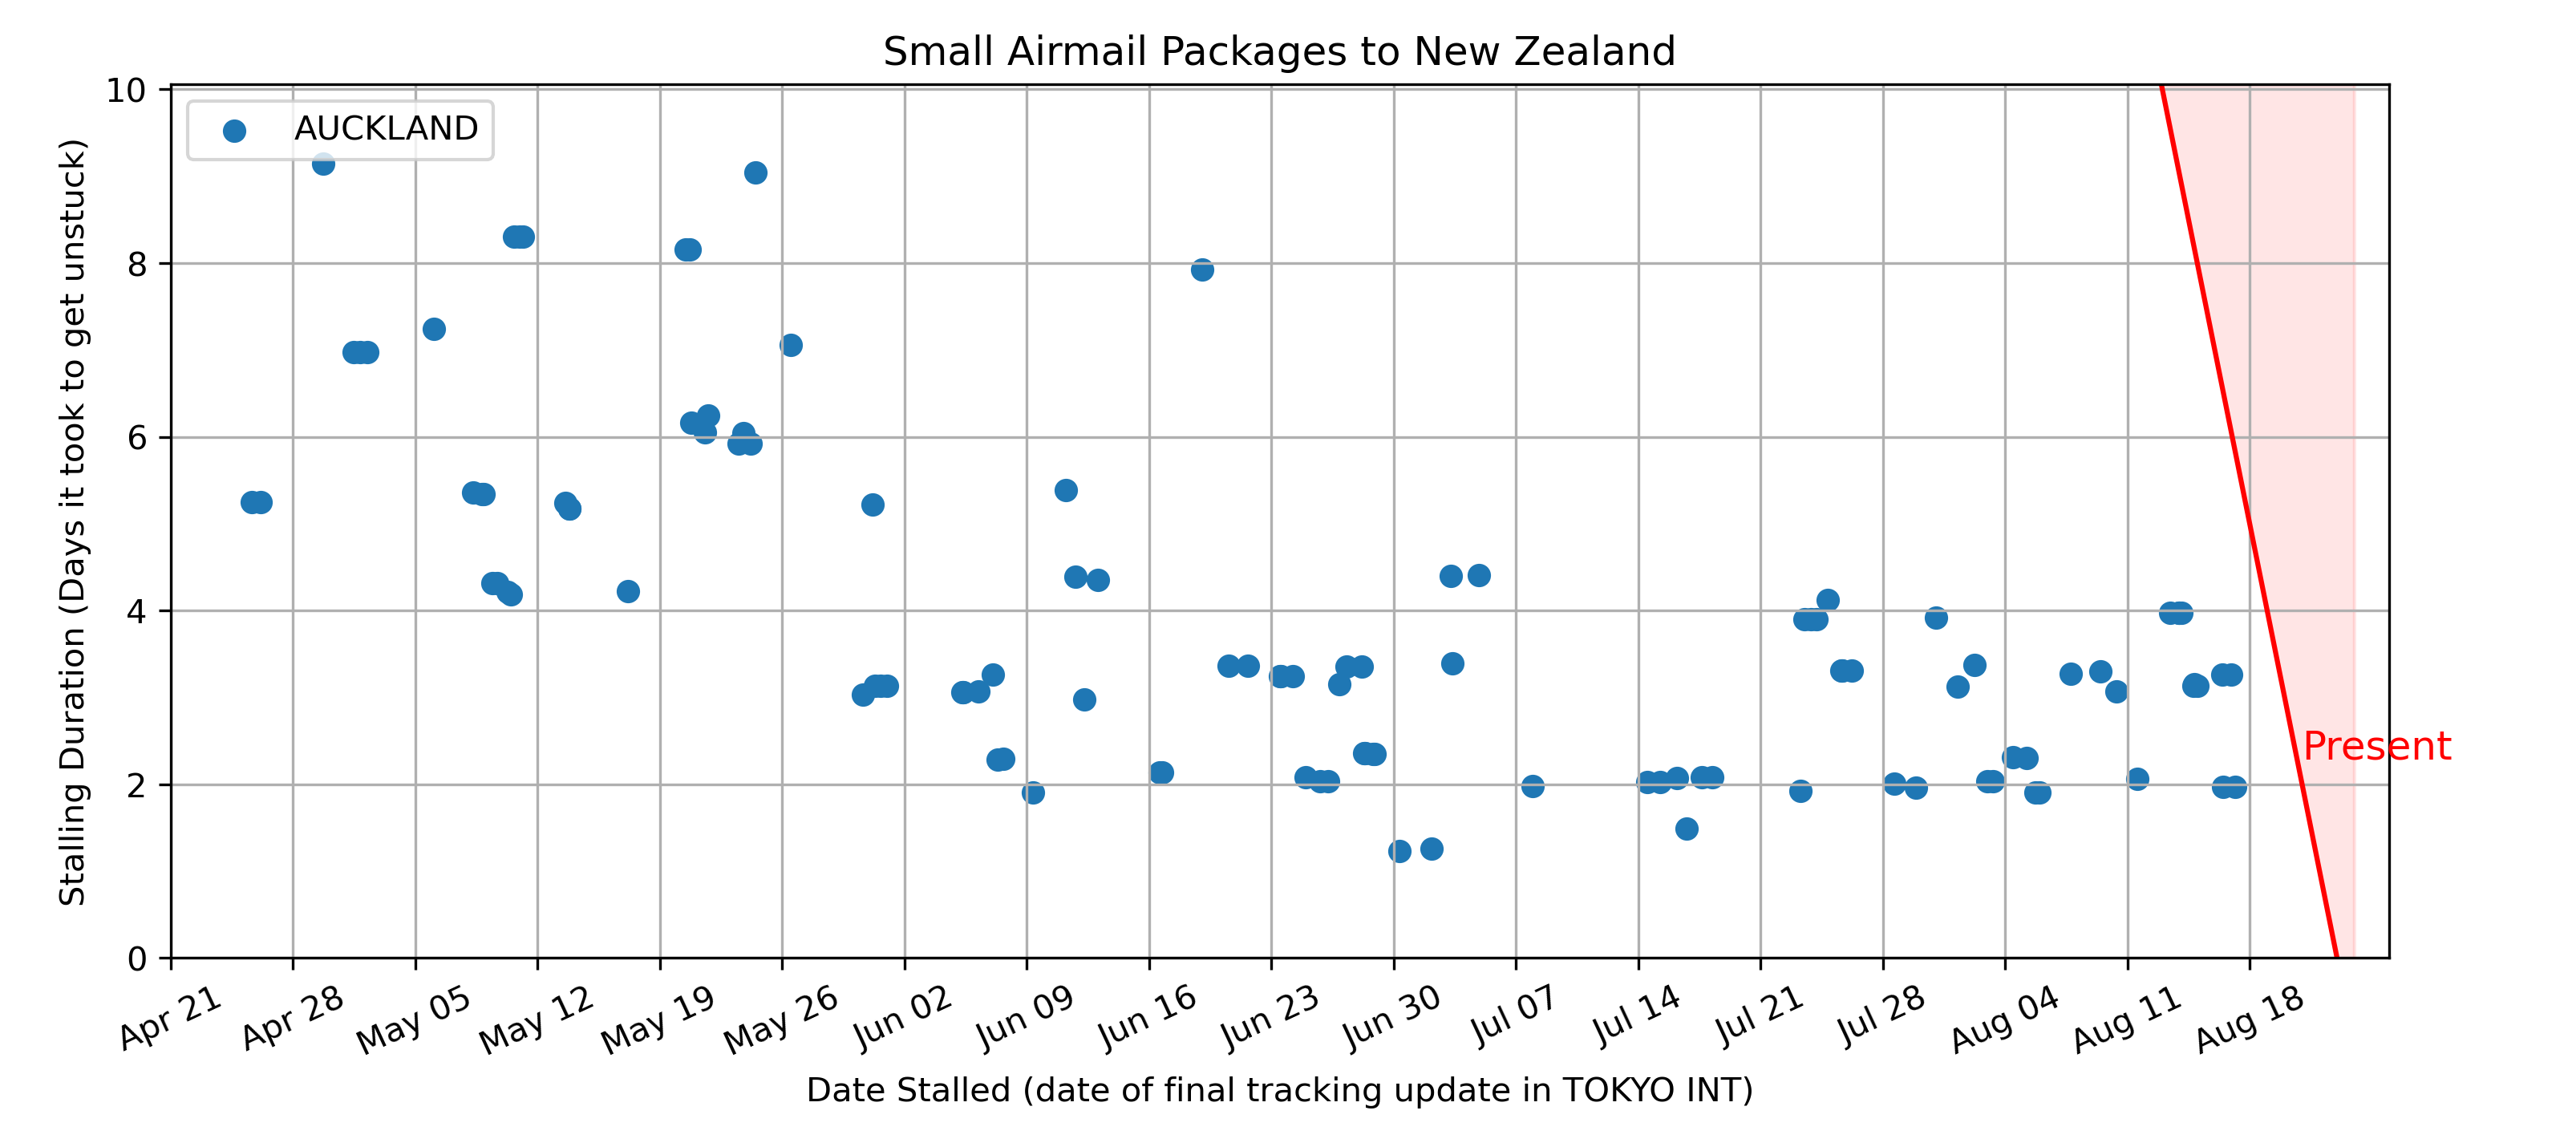 Small Airmail Packages to New Zealand
AUCKLAND
Stalling Duration (Days it took to get unstuck)
10
8
6
4
2
0
Present
Apr 21
Apr 28
May 05
May 12
May 19
May 26
Jun 02
Jun 09
Jun 16
Jun 23
Jun 30
Jul 07
Jul 14
Jul 21
Jul 28
Aug 04
Aug 11
Aug 18
Date Stalled (date of final tracking update in TOKYO INT)